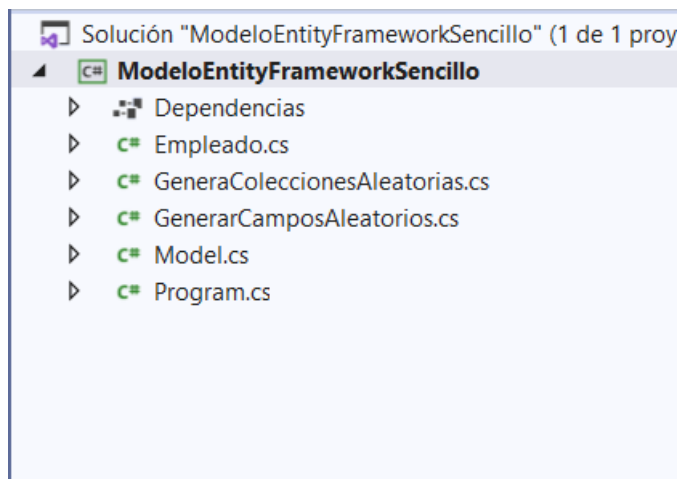 Solución "ModeloEntityFrameworkSencillo" (1 de 1 proy
C# ModeloEntityFrameworkSencillo
Dependencias
C# Empleado.cs
C# GeneraColeccionesAleatorias.cs
C# GenerarCamposAleatorios.cs
C# Model.cs
C# Program.cs